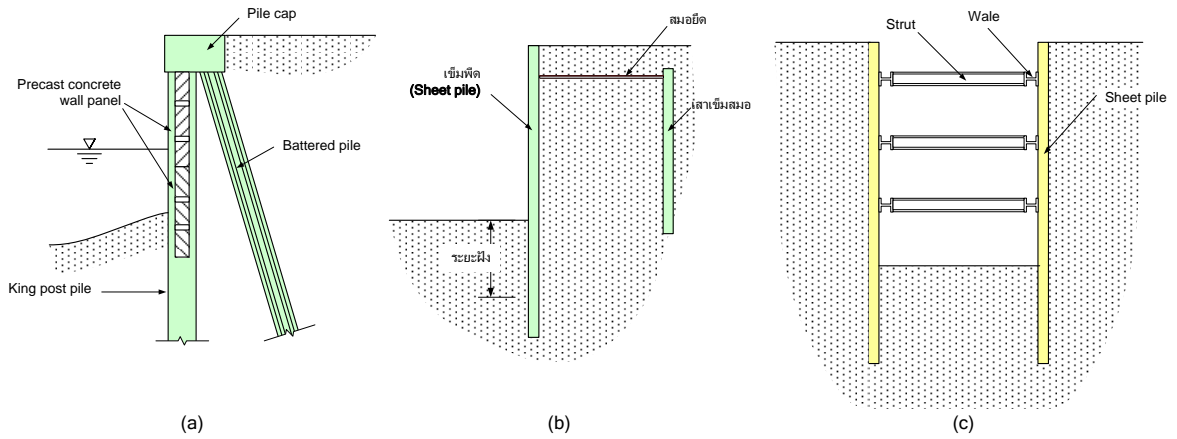 Pile cap
Precast concrete
wall panel
Battered pile
King post pile
(a)
สมอยึด
เข็มพืด
(Sheet pile)
เสาเข็มสมอ
ระยะฝัง
(b)
Strut
Wale
Sheet pile
(c)